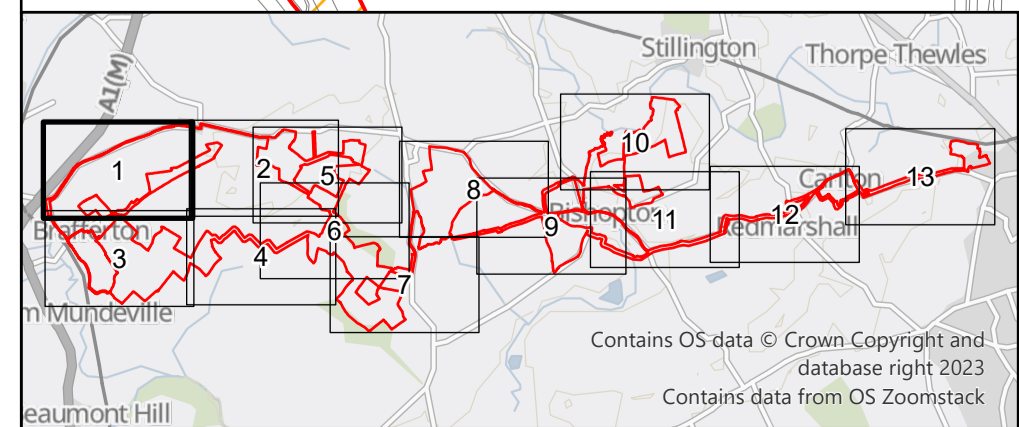 Stillington
Thorpe Thewles
A1(M)
10
1
2
5
Carlton
13
8
Brafferton
Bishopton
11
12
Redmarshall
9
6
3
4
7
m Mundeville
Contains OS data © Crown Copyright and
database right 2023
Contains data from OS Zoomstack
eaumont Hill